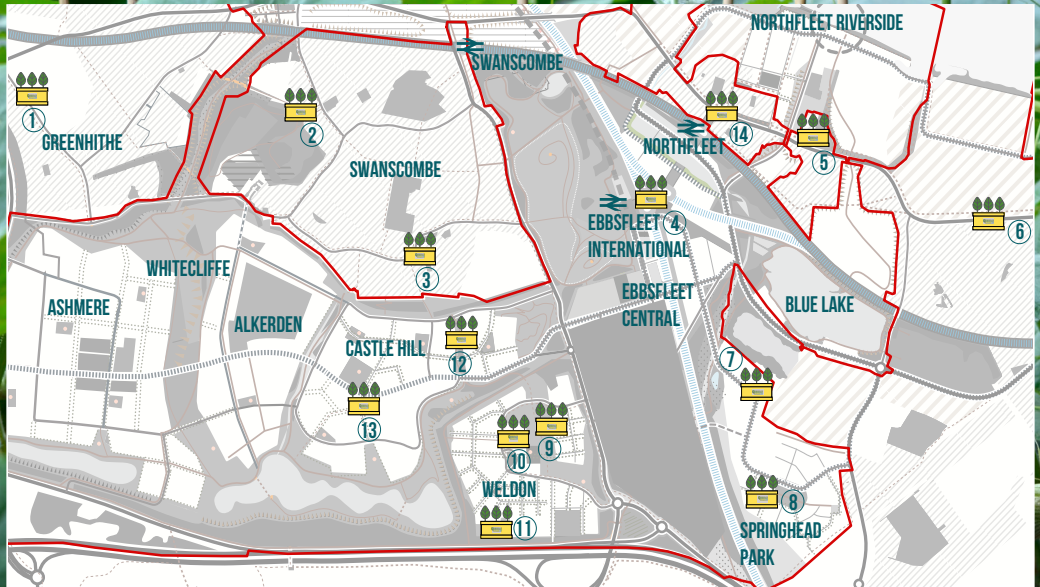 NORTHFLEET RIVERSIDE
SWANSCOMBE
1
2
14
GREENHITHE
NORTHFLEET
5
SWANSCOMBE
4
EBBSFLEET
INTERNATIONAL
6
3
WHITECLIFFE
ASHMERE
EBBSFLEET
CENTRAL
BLUE LAKE
ALKERDEN
CASTLE HILL
12
7
13
9
10
WELDON
8
11
SPRINGHEAD
PARK